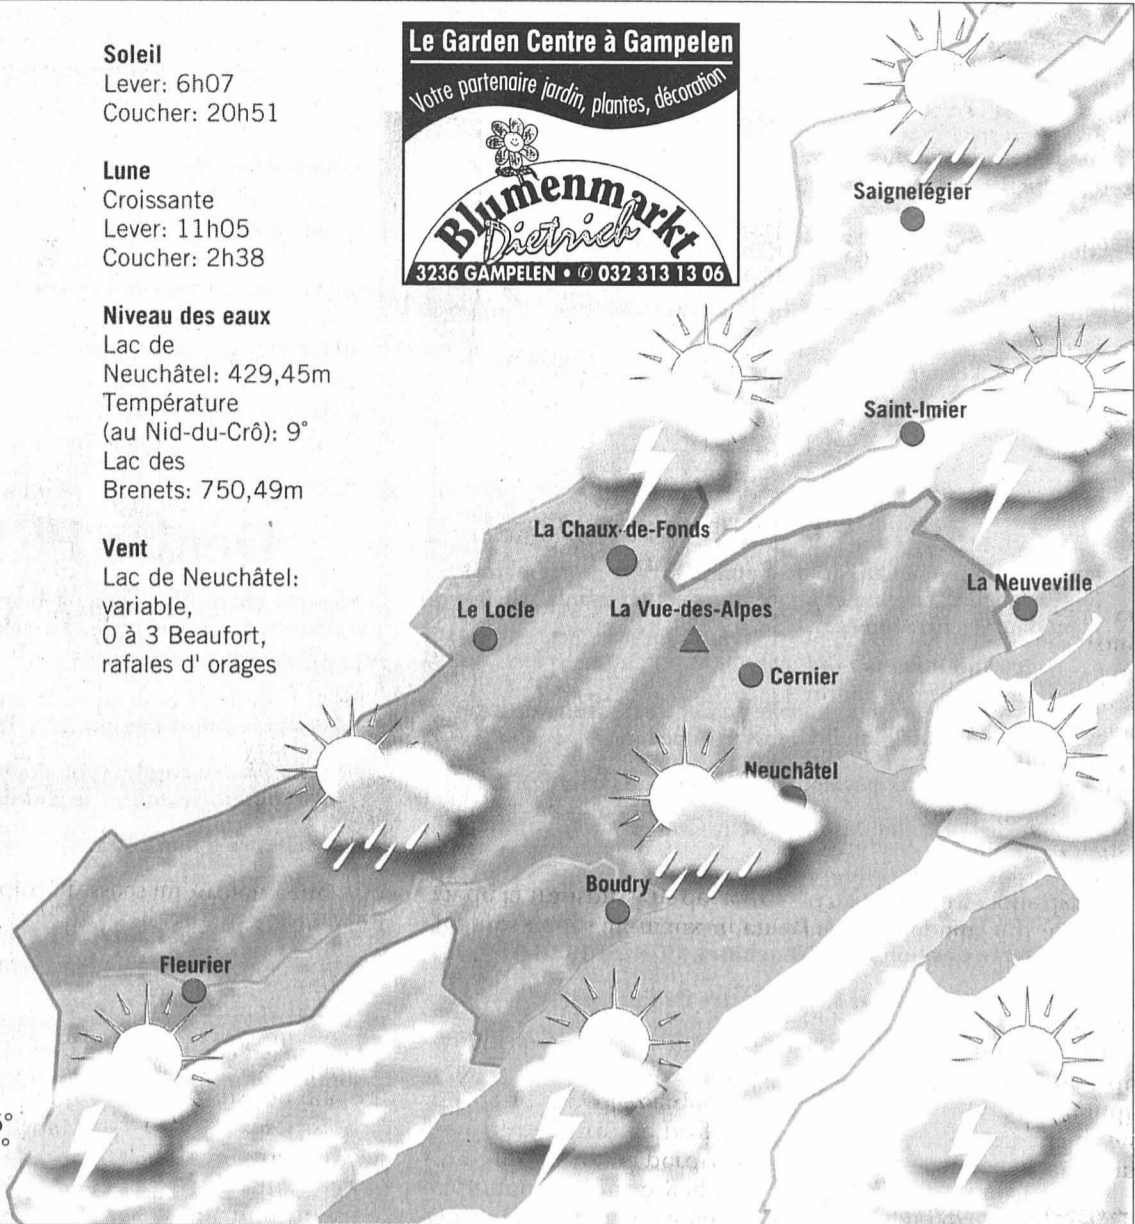 Soleil
Lever: 6h07
Coucher: 20h51
Lune
Croissante
Lever: 11h05
Coucher: 2h38
Niveau des eaux
Lac de
Neuchâtel: 429,45m
Température
(au Nid-du-Crô): 9°
Lac des
Brenets: 750,49m
Vent
Lac de Neuchâtel:
variable,
0 à 3 Beaufort,
rafales d' orages
Le Garden Centre à Gampelen
Votre partenaire jardin, plantes, décoration
Blumenmarkt
Dietrich
3236 GAMPELEN • ✆ 032 313 13 06
Saignelégier
Saint-Imier
La Chaux-de-Fonds
La Neuveville
Le Locle
La Vue-des-Alpes
Cernier
Neuchâtel
Boudry
Fleurier